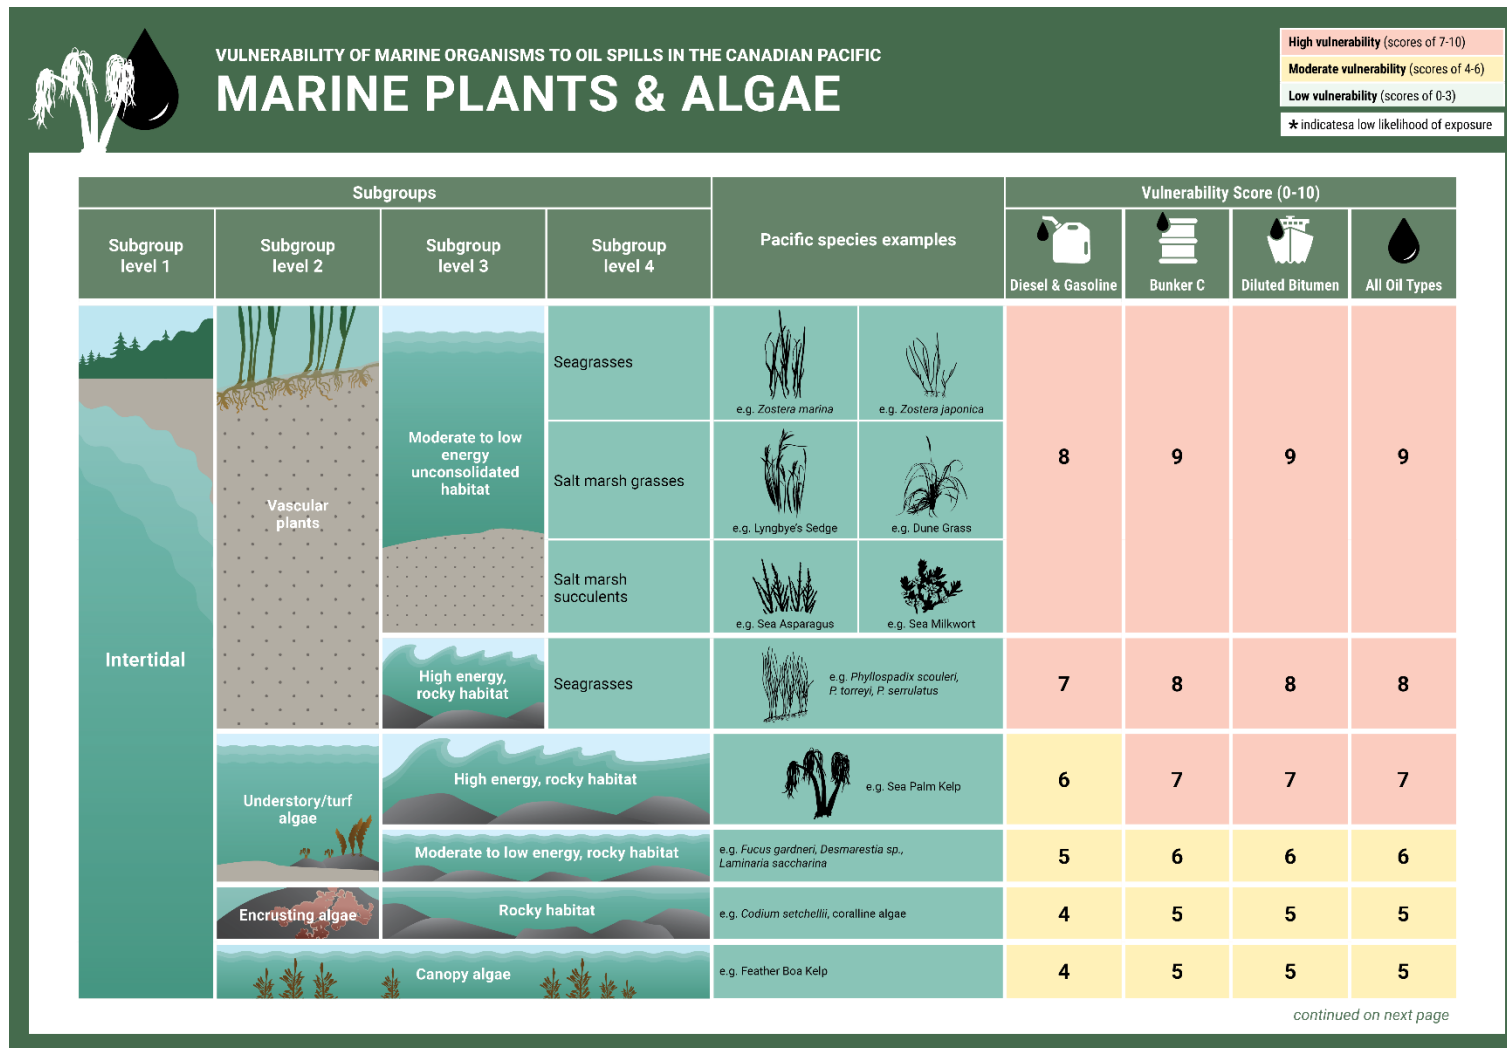 VULNERABILITY OF MARINE ORGANISMS TO OIL SPILLS IN THE CANADIAN PACIFIC
MARINE PLANTS & ALGAE
High vulnerability (scores of 7-10)
Moderate vulnerability (scores of 4-6)
Low vulnerability (scores of 0-3)
* indicatesa low likelihood of exposure
Subgroups
Pacific species examples
Vulnerability Score (0-10)
Subgroup
level 1
Subgroup
level 2
Subgroup
level 3
Subgroup
level 4
Diesel & Gasoline
Bunker C
Diluted Bitumen
All Oil Types
Intertidal
Vascular
plants
Moderate to low
energy
unconsolidated
habitat
Seagrasses
e.g. Zostera marina
e.g. Zostera japonica
Salt marsh grasses
e.g. Lyngbye's Sedge
e.g. Dune Grass
Salt marsh
succulents
e.g. Sea Asparagus
e.g. Sea Milkwort
8
9
9
9
High energy,
rocky habitat
Seagrasses
e.g. Phyllospadix scouleri,
P. torreyi, P. serrulatus
7
8
8
8
Understory/turf
algae
High energy, rocky habitat
e.g. Sea Palm Kelp
6
7
7
7
Moderate to low energy, rocky habitat
e.g. Fucus gardneri, Desmarestia sp.,
Laminaria saccharina
5
6
6
6
Encrusting algae
Rocky habitat
e.g. Codium setchellii, coralline algae
4
5
5
5
Canopy algae
e.g. Feather Boa Kelp
4
5
5
5
continued on next page